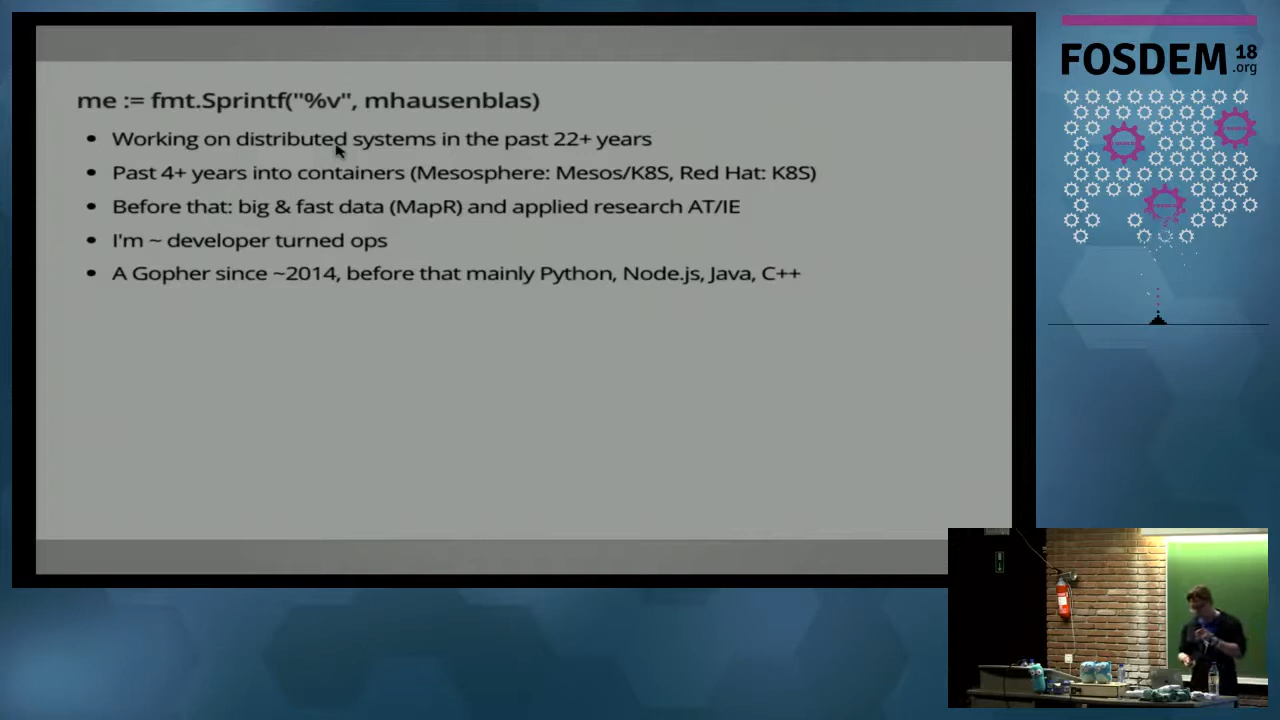 me := fmt.Sprintf("%v", mhausenblas)
• Working on distributed systems in the past 22+ years
• Past 4+ years into containers (Mesosphere: Mesos/K8S, Red Hat: K8S)
• Before that: big & fast data (MapR) and applied research AT/IE
• I'm ~ developer turned ops
• A Gopher since ~2014, before that mainly Python, Node.js, Java, C++
FOSDEM 18
.org